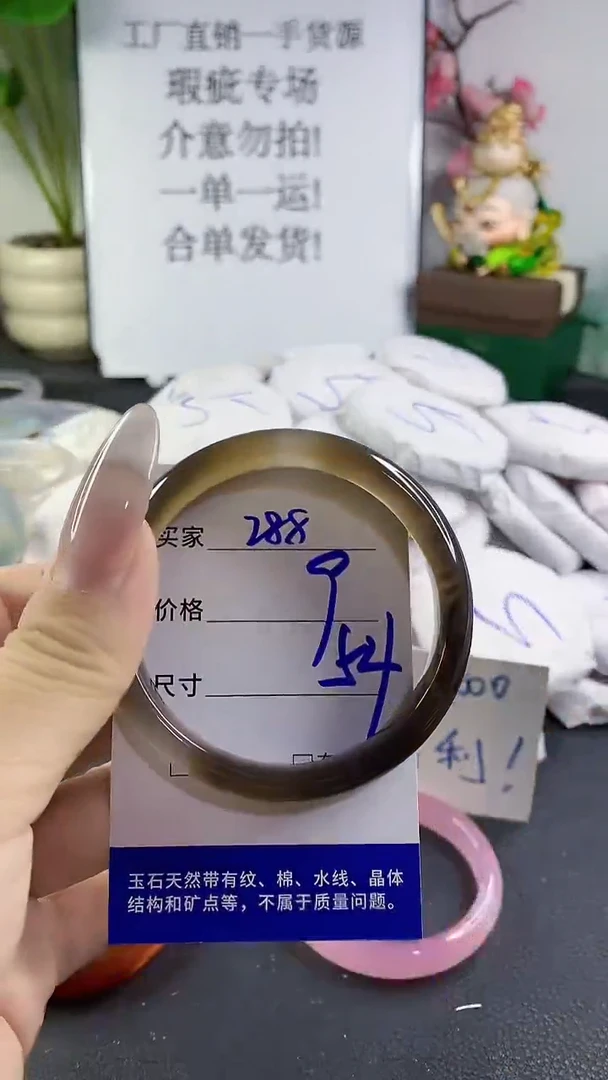 工厂直销一手货源
瑕疵专场
介意勿拍!
一单一运!
合单发货!
买家 288
9
价格
54
尺寸
000
利!
玉石天然带有纹、棉、水线、晶体
结构和矿点等，不属于质量问题。